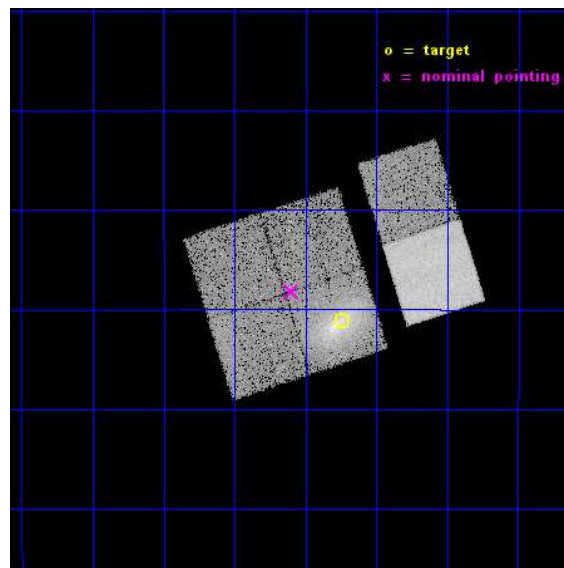 o = target
x = nominal pointing